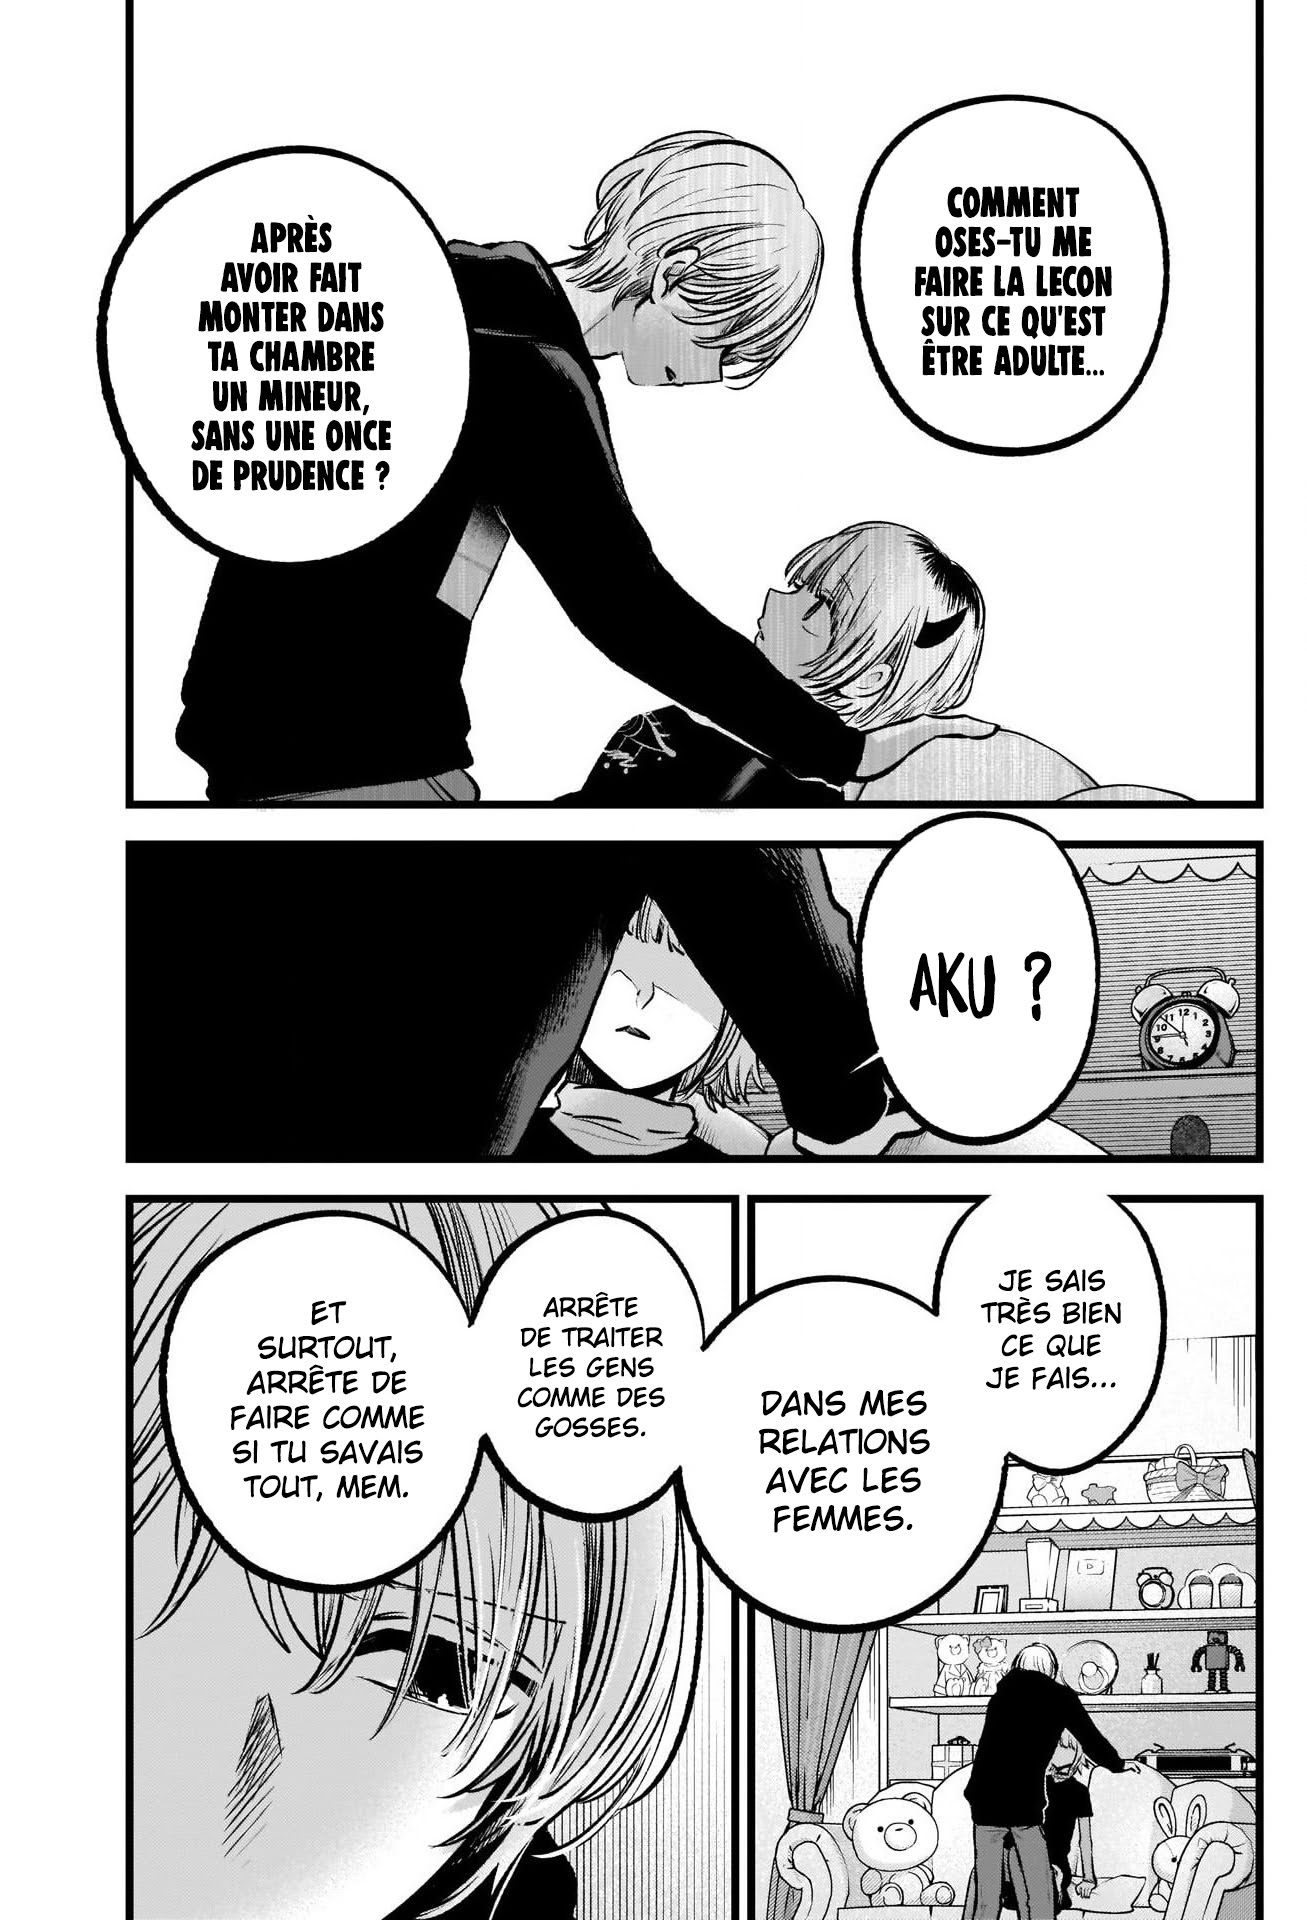 COMMENT
OSES-TU ME
FAIRE LA LECON
SUR CE QU'EST
ÊTRE ADULTE...
APRÈS
AVOIR FAIT
MONTER DANS
TA CHAMBRE
UN MINEUR,
SANS UNE ONCE
DE PRUDENCE ?
AKU ?
JE SAIS
TRÈS BIEN
CE QUE
JE FAIS...
DANS MES
RELATIONS
AVEC LES
FEMMES.
ARRÊTE
DE TRAITER
LES GENS
COMME DES
GOSSES.
ET
SURTOUT,
ARRÊTE DE
FAIRE COMME
SI TU SAVAIS
TOUT, MEM.